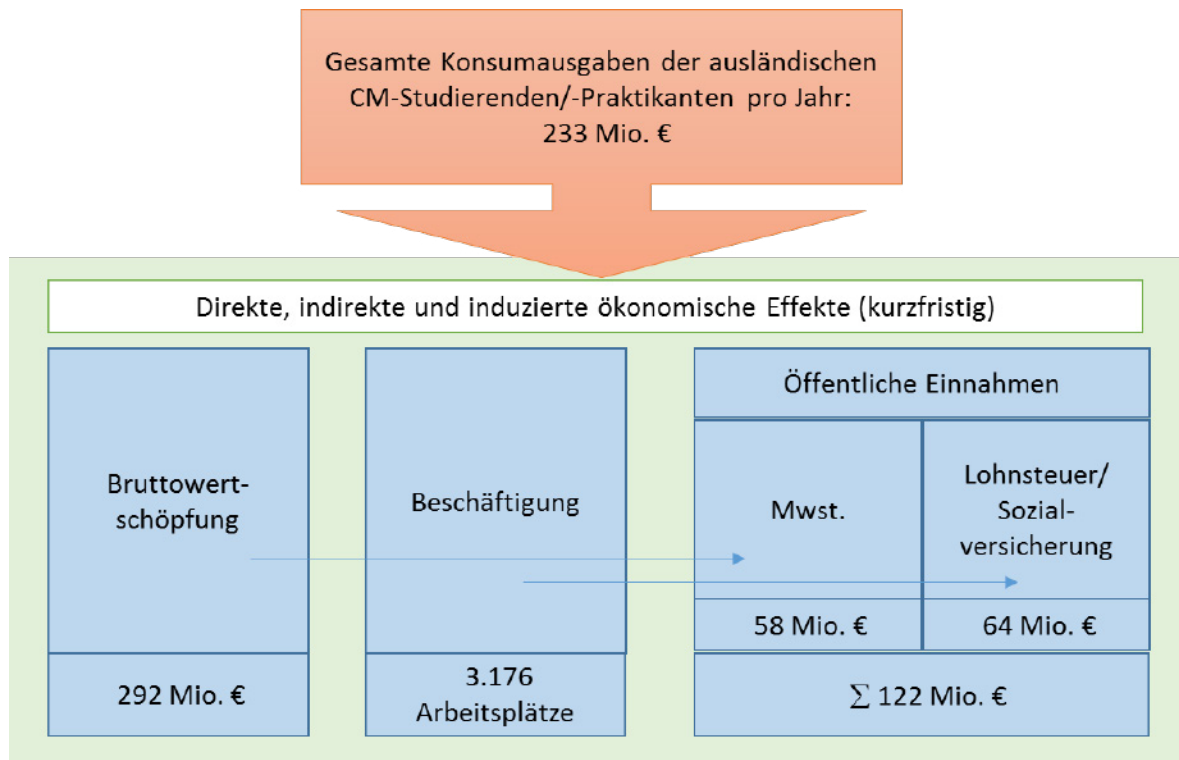 Gesamte Konsumausgaben der ausländischen
CM-Studierenden/-Praktikanten pro Jahr:
233 Mio. €
Direkte, indirekte und induzierte ökonomische Effekte (kurzfristig)
Bruttowert-
schöpfung
292 Mio. €
Beschäftigung
3.176
Arbeitsplätze
Öffentliche Einnahmen
Mwst.
58 Mio. €
Lohnsteuer/
Sozial-
versicherung
64 Mio. €
∑ 122 Mio. €